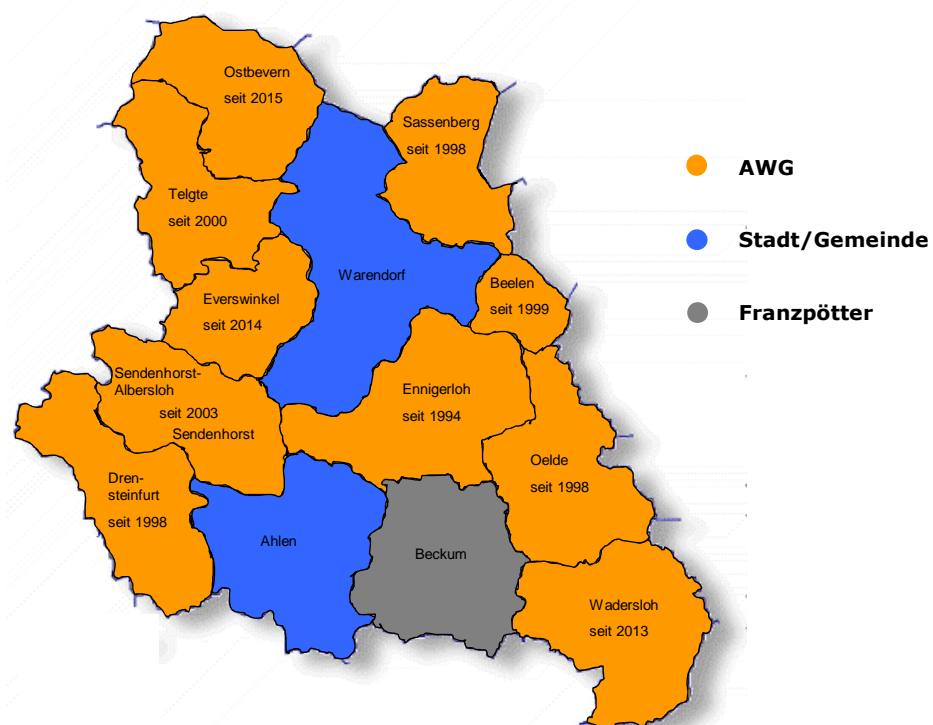 Ostbevern
seit 2015
Sassenberg
seit 1998
Telgte
seit 2000
Warendorf
Everswinkel
seit 2014
Beelen
seit 1999
Sendenhorst-
Albersloh
seit 2003
Sendenhorst
Ennigerloh
seit 1994
Oelde
seit 1998
Dren-
steinfurt
seit 1998
Ahlen
Beckum
Wadersloh
seit 2013
AWG
Stadt/Gemeinde
Franzpötter